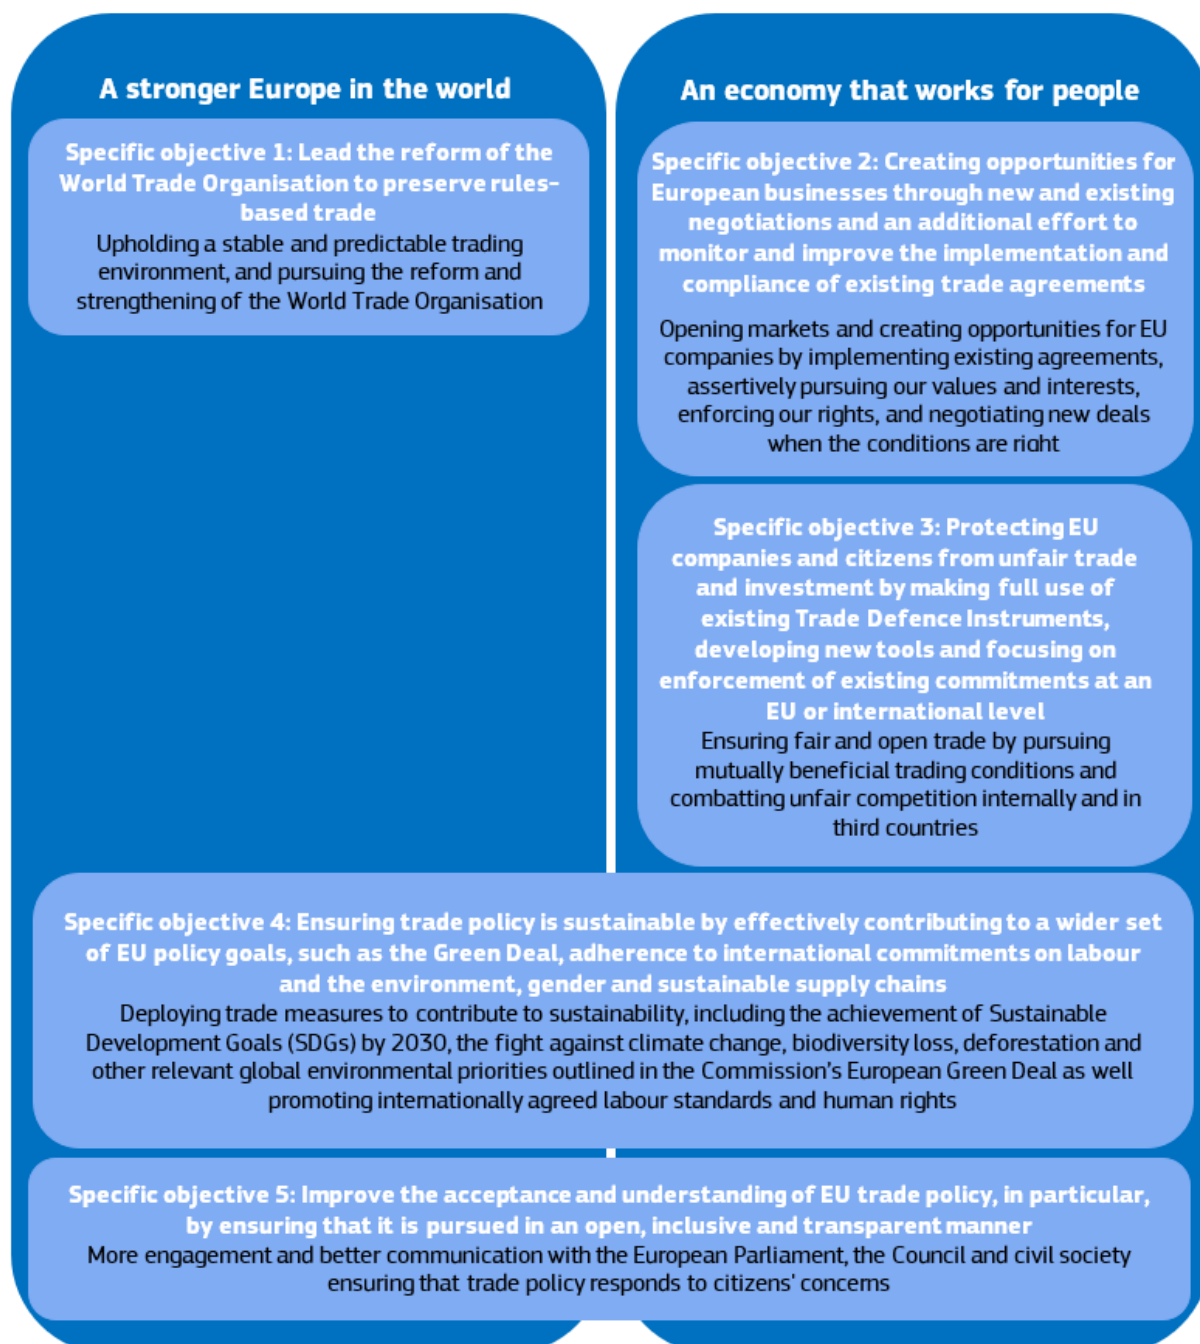 A stronger Europe in the world
Specific objective 1: Lead the reform of the
World Trade Organisation to preserve rules-
based trade
Upholding a stable and predictable trading
environment, and pursuing the reform and
strengthening of the World Trade Organisation
An economy that works for people
Specific objective 2: Creating opportunities for
European businesses through new and existing
negotiations and an additional effort to
monitor and improve the implementation and
compliance of existing trade agreements
Opening markets and creating opportunities for EU
companies by implementing existing agreements,
assertively pursuing our values and interests,
enforcing our rights, and negotiating new deals
when the conditions are right
Specific objective 3: Protecting EU
companies and citizens from unfair trade
and investment by making full use of
existing Trade Defence Instruments,
developing new tools and focusing on
enforcement of existing commitments at an
EU or international level
Ensuring fair and open trade by pursuing
mutually beneficial trading conditions and
combatting unfair competition internally and in
third countries
Specific objective 4: Ensuring trade policy is sustainable by effectively contributing to a wider set
of EU policy goals, such as the Green Deal, adherence to international commitments on labour
and the environment, gender and sustainable supply chains
Deploying trade measures to contribute to sustainability, including the achievement of Sustainable
Development Goals (SDGs) by 2030, the fight against climate change, biodiversity loss, deforestation and
other relevant global environmental priorities outlined in the Commission's European Green Deal as well
promoting internationally agreed labour standards and human rights
Specific objective 5: Improve the acceptance and understanding of EU trade policy, in particular,
by ensuring that it is pursued in an open, inclusive and transparent manner
More engagement and better communication with the European Parliament, the Council and civil society
ensuring that trade policy responds to citizens' concerns